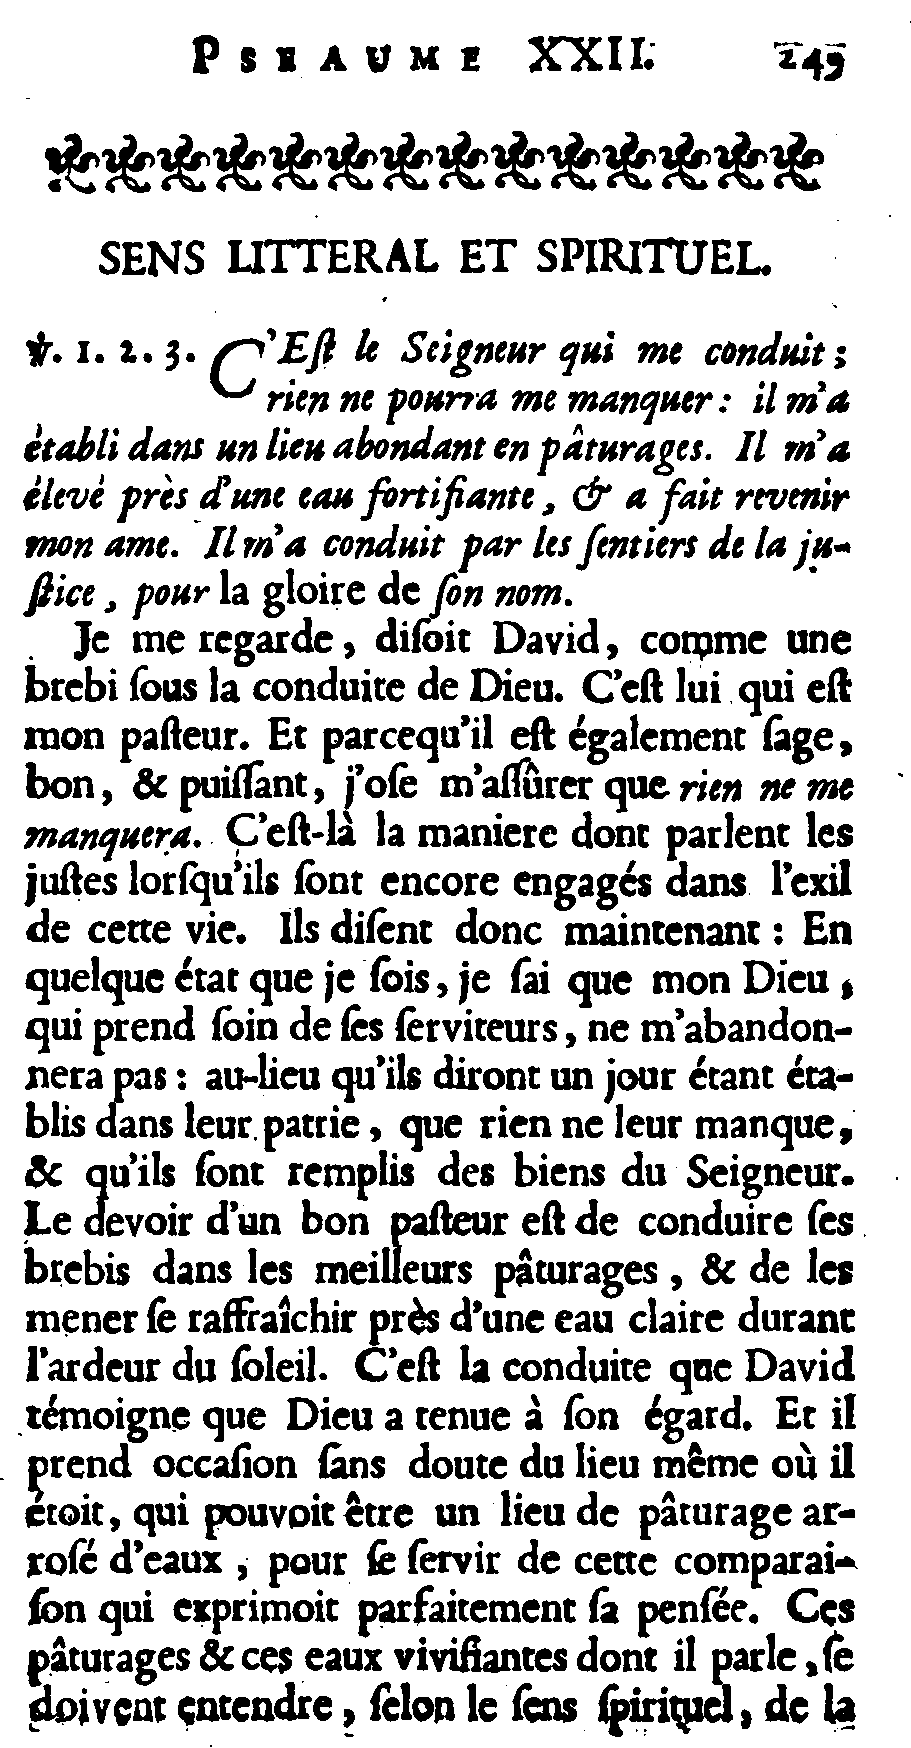 PSEAUME XXII. 249
SENS LITTERAL ET SPIRITUEL.
℣. 1. 2. 3. C'Eſt le Seigneur qui me conduit ;
rien ne pourra me manquer : il m'a
établi dans un lieu abondant en pâturages. Il m'a
élevé près d'une eau fortifiante, & a fait revenir
mon ame. Il m'a conduit par les ſentiers de la ju-
ſtice, pour la gloire de ſon nom.
Je me regarde, diſoit David, comme une
brebi ſous la conduite de Dieu. C'eſt lui qui eſt
mon paſteur. Et parcequ'il eſt également ſage,
bon, & puiſſant, j'oſe m'aſſûrer que rien ne me
manquera. C'eſt-là la maniere dont parlent les
juſtes lorſqu'ils ſont encore engagés dans l'exil
de cette vie. Ils diſent donc maintenant : En
quelque état que je ſois, je ſai que mon Dieu,
qui prend ſoin de ſes ſerviteurs, ne m'abandon-
nera pas : au-lieu qu'ils diront un jour étant éta-
blis dans leur patrie, que rien ne leur manque,
& qu'ils ſont remplis des biens du Seigneur.
Le devoir d'un bon paſteur eſt de conduire ſes
brebis dans les meilleurs pâturages, & de les
mener ſe raffraîchir près d'une eau claire durant
l'ardeur du ſoleil. C'eſt la conduite que David
témoigne que Dieu a tenue à ſon égard. Et il
prend occaſion ſans doute du lieu même où il
étoit, qui pouvoit être un lieu de pâturage ar-
roſé d'eaux, pour ſe ſervir de cette comparai-
ſon qui exprimoit parfaitement ſa penſée. Ces
pâturages & ces eaux vivifiantes dont il parle, ſe
doivent entendre, ſelon le ſens ſpirituel, de la